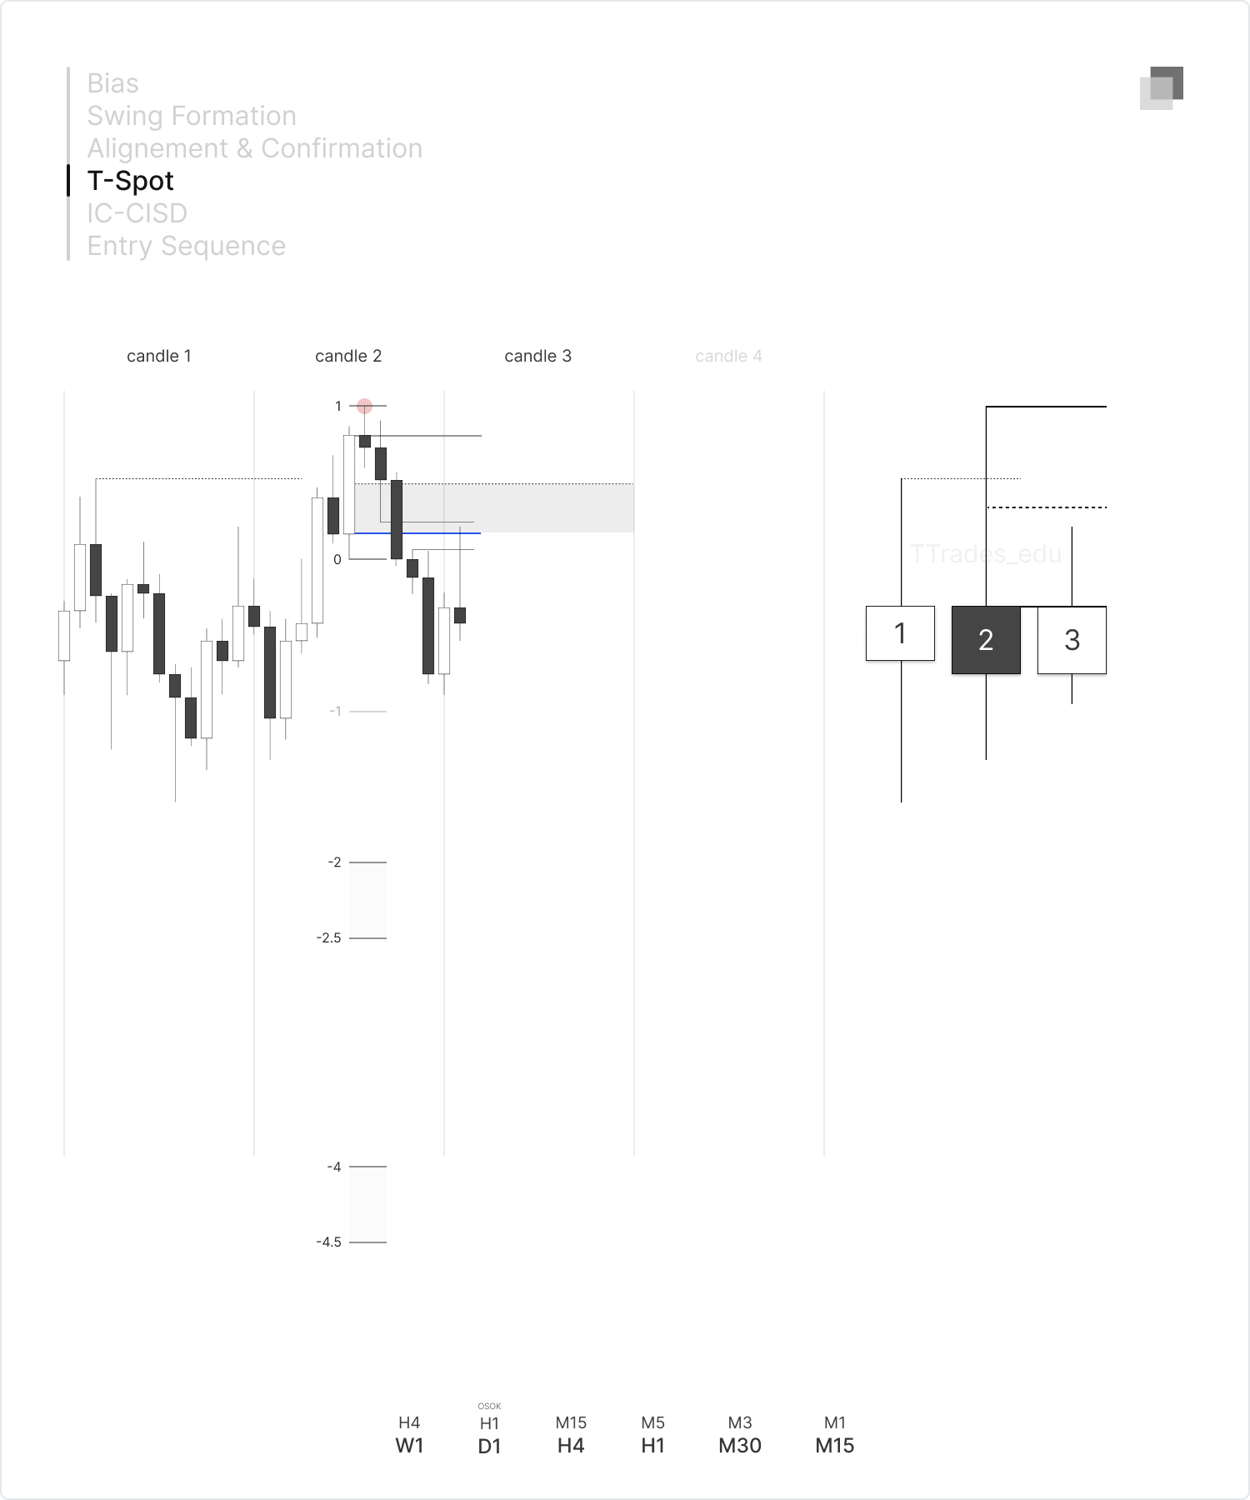 Bias
Swing Formation
Alignement & Confirmation
T-Spot
IC-CISD
Entry Sequence
candle 1
candle 2
candle 3
candle 4
1
0
-1
-2
-2.5
-4
-4.5
TTrades_edu
1
2
3
OSOK
H4 H1 M15 M5 M3 M1
W1 D1 H4 H1 M30 M15